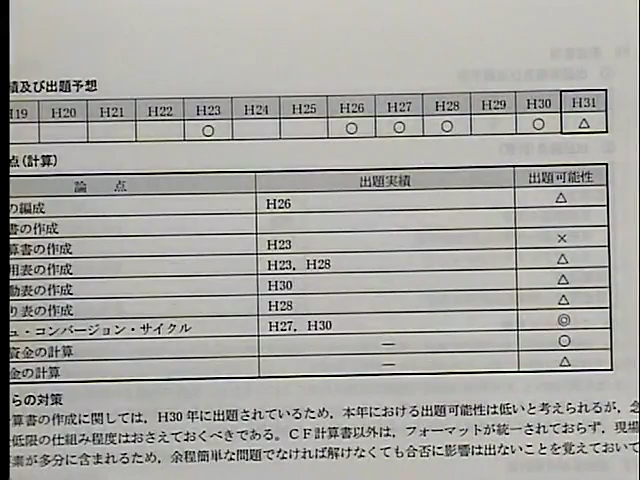 績及び出題予想
H19 H20 H21 H22 H23 H24 H25 H26 H27 H28 H29 H30 H31
○ ○ ○ ○ ○ △
点(計算)
論 点 出題実績 出題可能性
の編成 H26 △
書の作成
算書の作成 H23 ×
用表の作成 H23, H28 △
動表の作成 H30 △
り表の作成 H28 △
ュ・コンバージョン・サイクル H27, H30 ◎
資金の計算 — ○
金の計算 — △
らの対策
算書の作成に関しては, H30 年に出題されているため, 本年における出題可能性は低いと考えられるが,
低限の仕組み程度はおさえておくべきである。CF計算書以外は, フォーマットが統一されておらず, 現場
素が多分に含まれるため, 余程簡単な問題でなければ解けなくても合否に影響は出ないことを覚えておいて